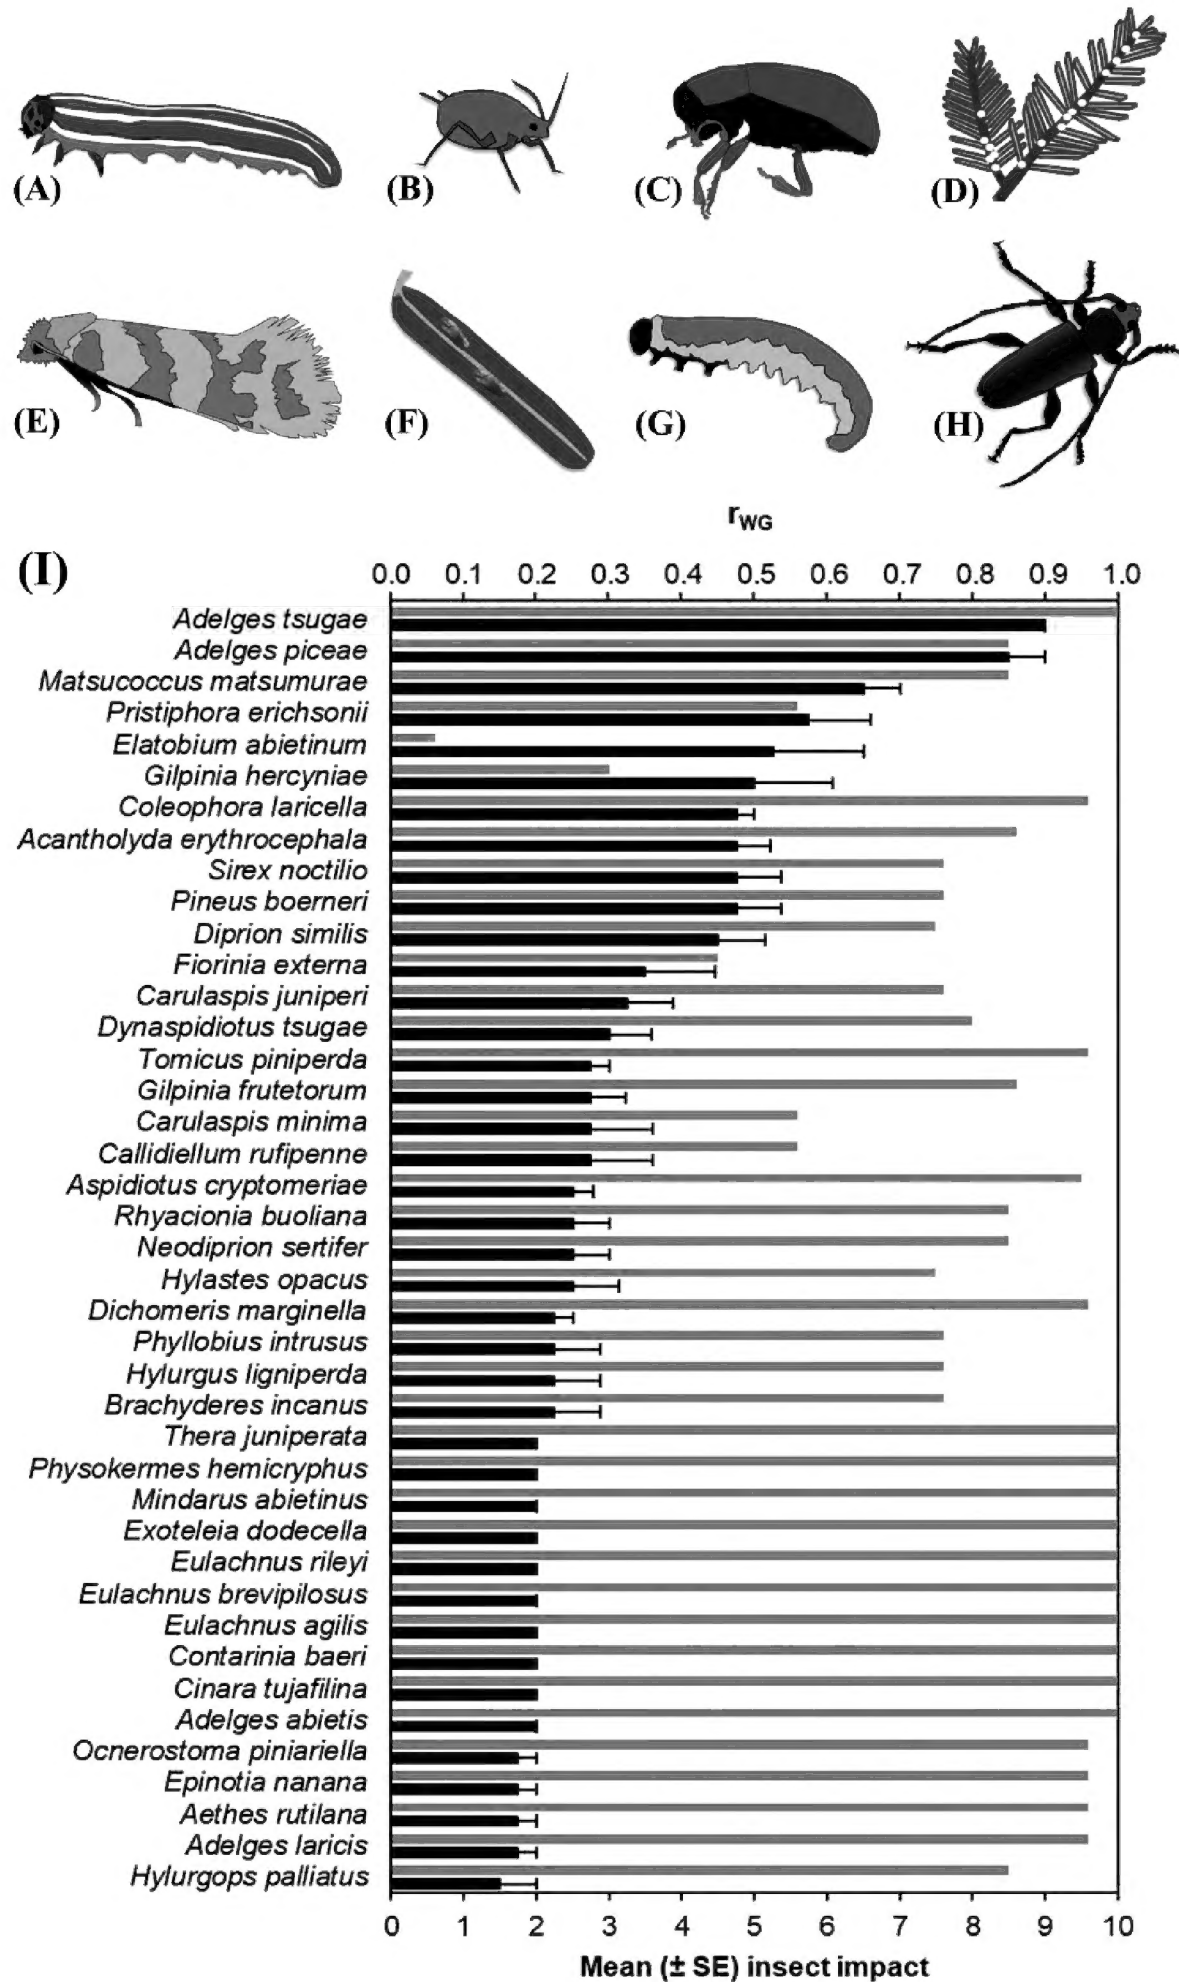 (A)
(B)
(C)
(D)
(E)
(F)
(G)
(H)
rWG
(I)
0.0 0.1 0.2 0.3 0.4 0.5 0.6 0.7 0.8 0.9 1.0
Adelges tsugae
Adelges piceae
Matsucoccus matsumurae
Pristiphora erichsonii
Elatobium abietinum
Gilpinia hercyniae
Coleophora laricella
Acantholyda erythrocephala
Sirex noctilio
Pineus boerneri
Diprion similis
Fiorinia externa
Carulaspis juniperi
Dynaspidiotus tsugae
Tomicus piniperda
Gilpinia frutetorum
Carulaspis minima
Callidiellum rufipenne
Aspidiotus cryptomeriae
Rhyacionia buoliana
Neodiprion sertifer
Hylastes opacus
Dichomeris marginella
Phyllobius intrusus
Hylurgus ligniperda
Brachyderes incanus
Thera juniperata
Physokermes hemicryphus
Mindarus abietinus
Exoteleia dodecella
Eulachnus rileyi
Eulachnus brevipilosus
Eulachnus agilis
Contarinia baeri
Cinara tujafilina
Adelges abietis
Ocnerostoma piniariella
Epinotia nanana
Aethes rutilana
Adelges laricis
Hylurgops palliatus
0 1 2 3 4 5 6 7 8 9 10
Mean (± SE) insect impact